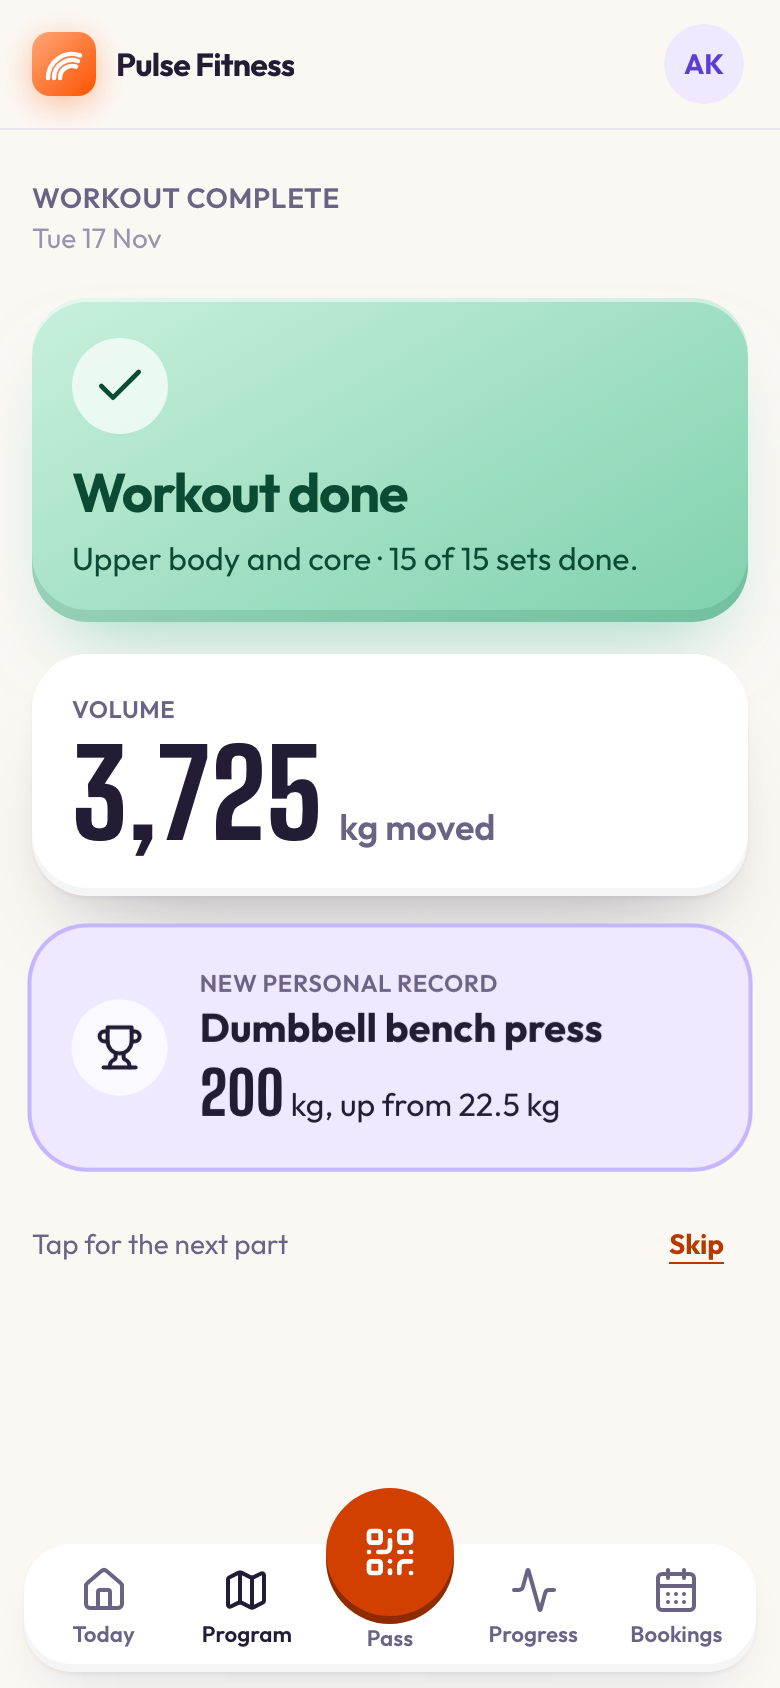 Pulse Fitness
AK
WORKOUT COMPLETE
Tue 17 Nov
Workout done
Upper body and core · 15 of 15 sets done.
VOLUME
3,725 kg moved
NEW PERSONAL RECORD
Dumbbell bench press
200 kg, up from 22.5 kg
Tap for the next part
Skip
Today
Program
Pass
Progress
Bookings